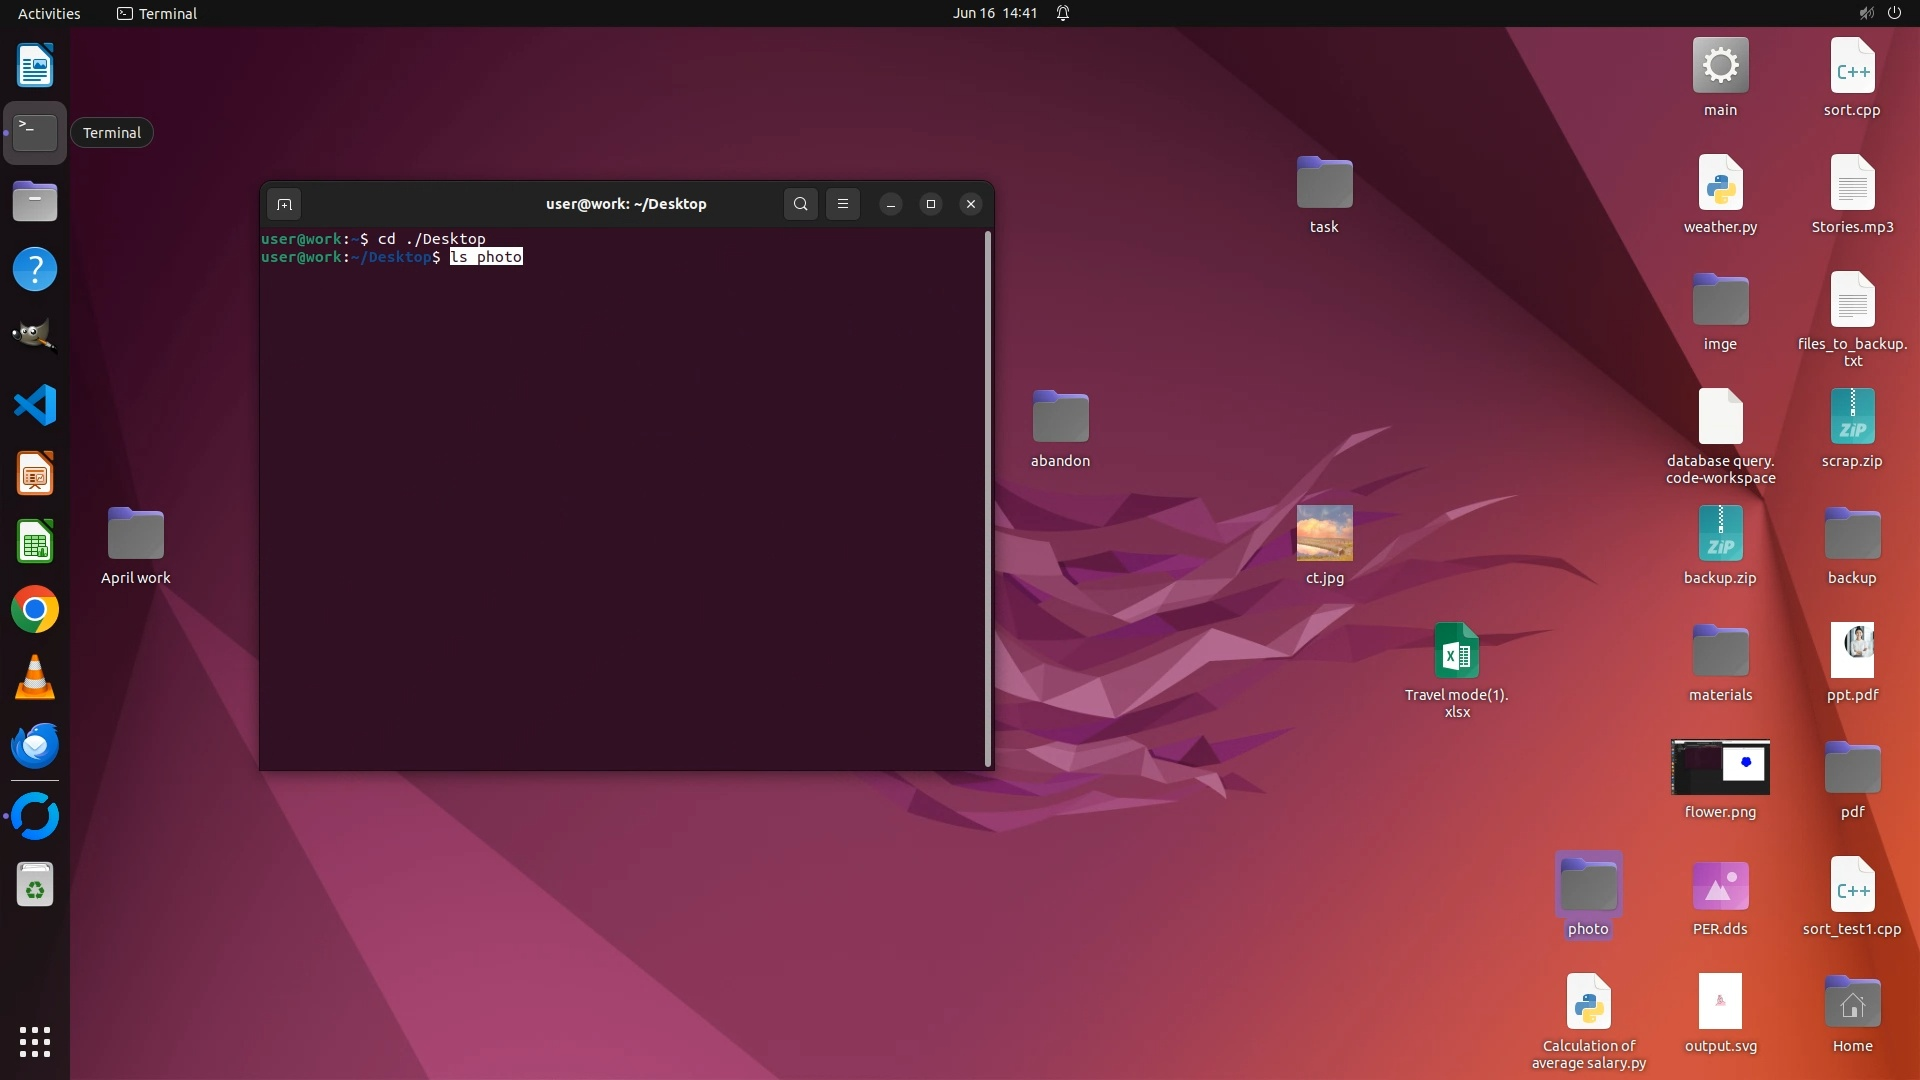 Activities
Terminal
Jun 16 14:41
Terminal
user@work: ~/Desktop
user@work:~$ cd ./Desktop
user@work:~/Desktop$ ls photo
main
sort.cpp
task
weather.py
Stories.mp3
imge
files_to_backup.
txt
abandon
database query.
code-workspace
ZiP
scrap.zip
April work
ct.jpg
ZiP
backup.zip
backup
Travel mode(1).
xlsx
materials
ppt.pdf
flower.png
pdf
photo
PER.dds
C++
sort_test1.cpp
Calculation of
average salary.py
output.svg
Home
C++
X
>_
?